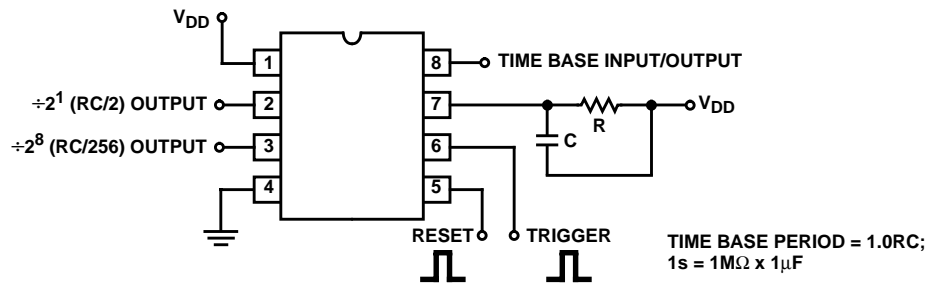 VDD
1
8
TIME BASE INPUT/OUTPUT
÷2¹ (RC/2) OUTPUT
2
7
VDD
R
C
÷2⁸ (RC/256) OUTPUT
3
6
4
5
RESET
TRIGGER
TIME BASE PERIOD = 1.0RC;
1s = 1MΩ x 1µF